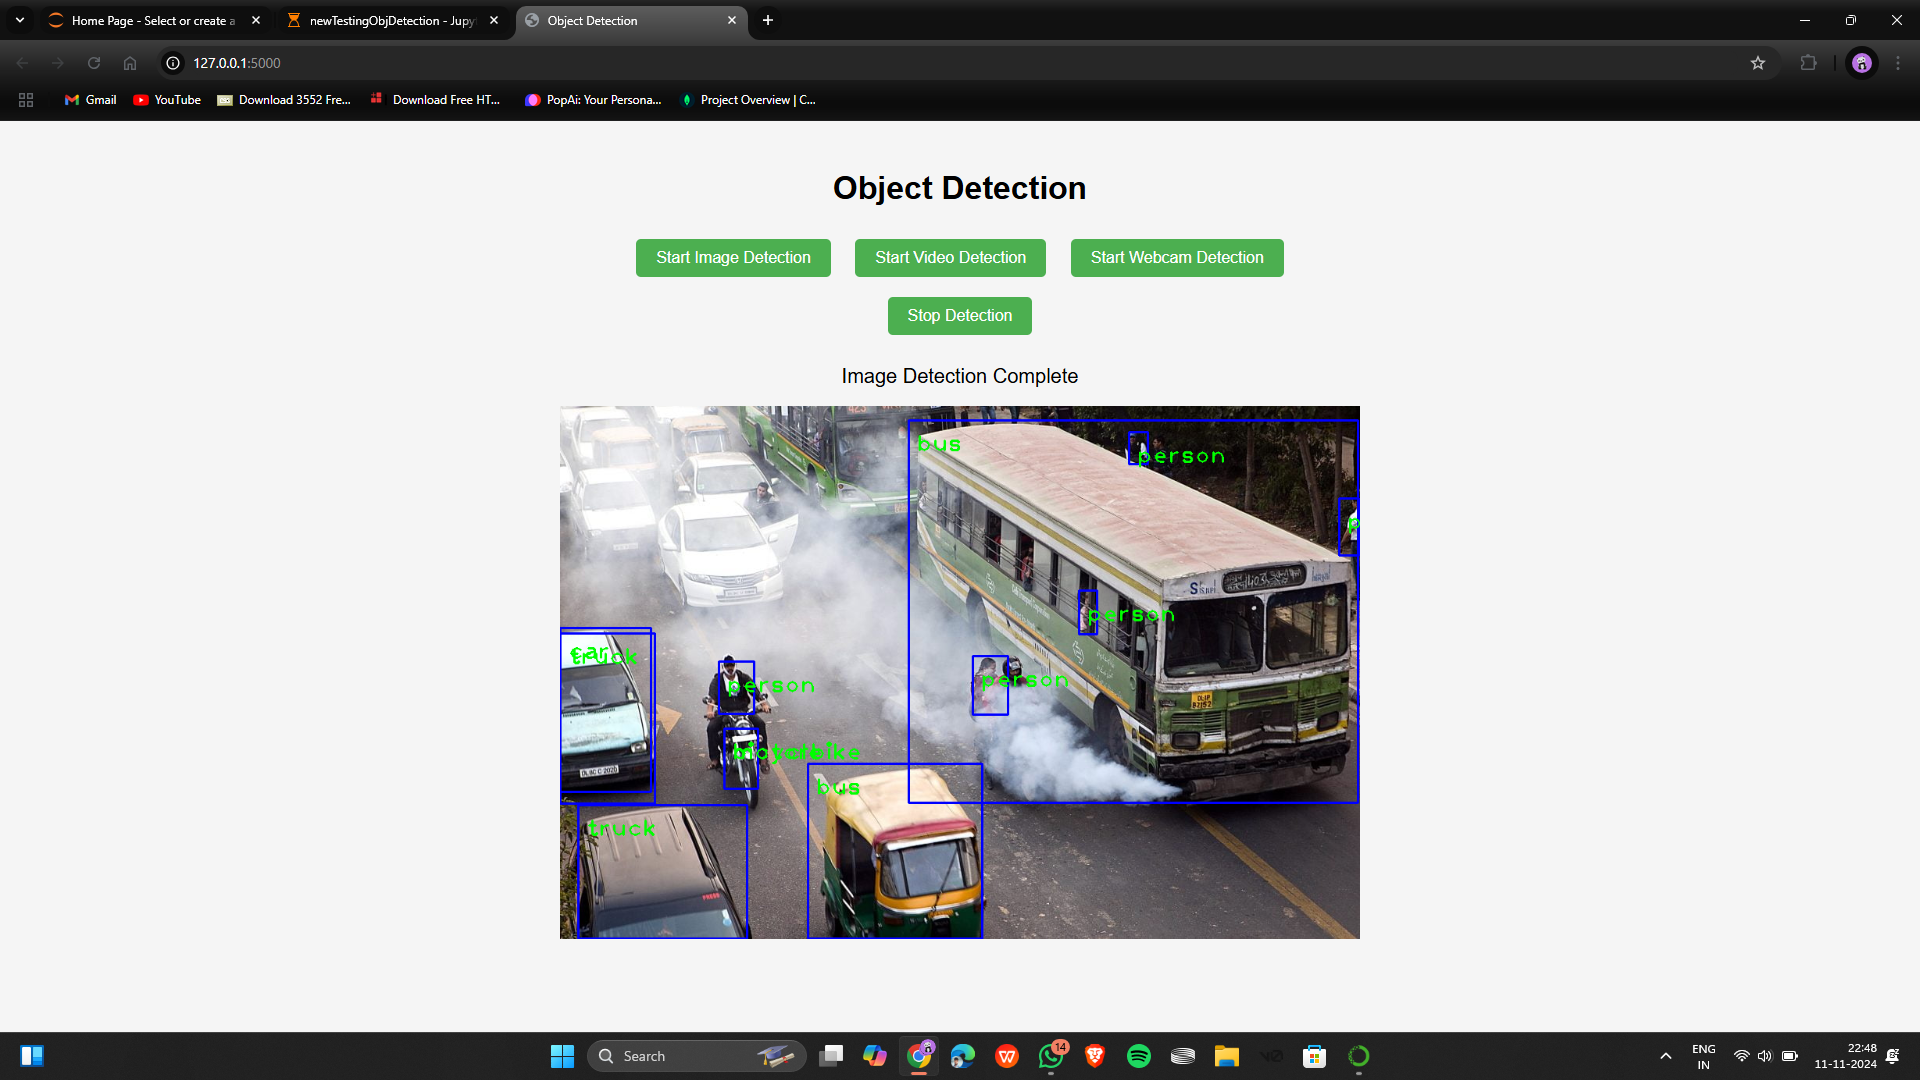 Home Page - Select or create a
newTestingObjDetection - Jupy
Object Detection
127.0.0.1:5000
Gmail
YouTube
Download 3552 Fre...
Download Free HT...
PopAi: Your Persona...
Project Overview | C...
Object Detection
Start Image Detection
Start Video Detection
Start Webcam Detection
Stop Detection
Image Detection Complete
bus
person
p
person
car
truck
person
person
motorbike
bus
truck
DL1P
PRESS
Search
14
ENG
IN
22:48
11-11-2024